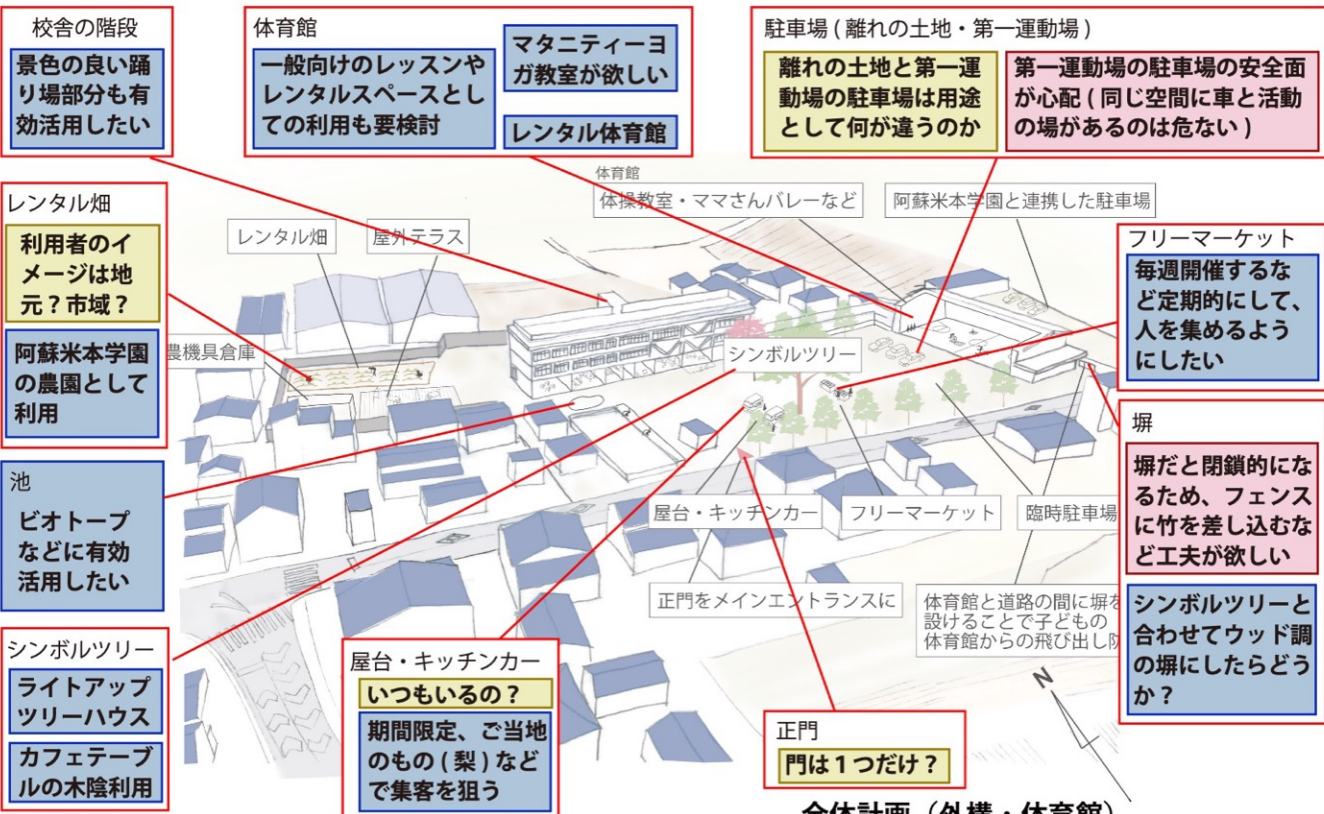 校舎の階段
景色の良い踊
り場部分も有
効活用したい
体育館
一般向けのレッスンや
レンタルスペースとし
ての利用も要検討
マタニティーヨ
ガ教室が欲しい
レンタル体育館
駐車場(離れの土地・第一運動場)
離れの土地と第一運
動場の駐車場は用途
として何が違うのか
第一運動場の駐車場の安全面
が心配(同じ空間に車と活動
の場があるのは危ない)
レンタル畑
利用者のイ
メージは地
元?市域?
阿蘇米本学園
の農園として
利用
池
ビオトープ
などに有効
活用したい
シンボルツリー
ライトアップ
ツリーハウス
カフェテーブ
ルの木陰利用
レンタル畑
屋外テラス
農機具倉庫
体育館
体操教室・ママさんバレーなど
阿蘇米本学園と連携した駐車場
シンボルツリー
屋台・キッチンカー
フリーマーケット
臨時駐車場
正門をメインエントランスに
体育館と道路の間に塀を
設けることで子どもの
体育館からの飛び出し防
フリーマーケット
毎週開催するな
ど定期的にして、
人を集めるよう
にしたい
塀
塀だと閉鎖的にな
るため、フェンス
に竹を差し込むな
ど工夫が欲しい
シンボルツリーと
合わせてウッド調
の塀にしたらどう
か?
屋台・キッチンカー
いつもいるの?
期間限定、ご当地
のもの(梨)など
で集客を狙う
正門
門は1つだけ?
N
全体計画(外構・体育館)